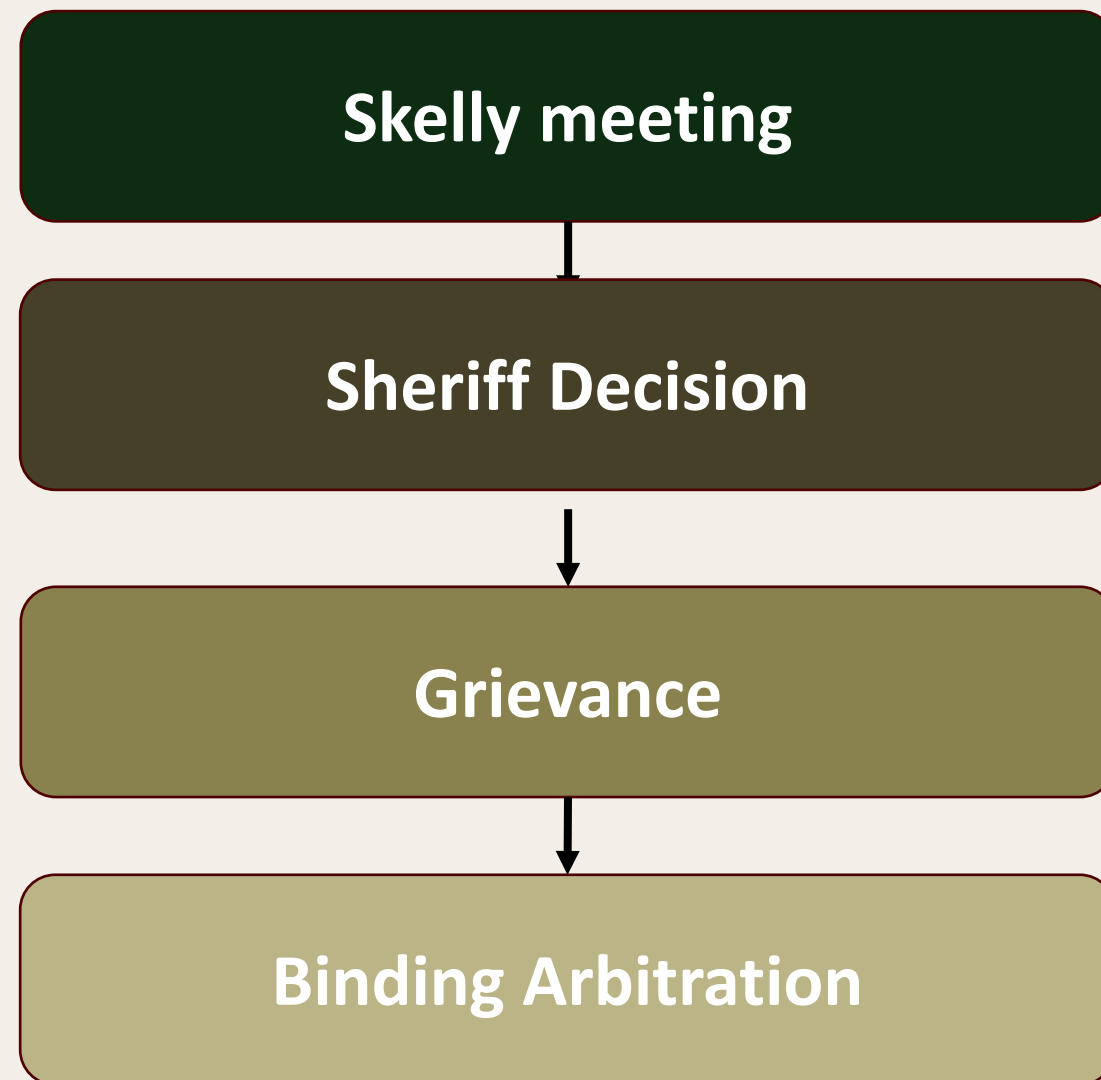 Skelly meeting
Sheriff Decision
Grievance
Binding Arbitration